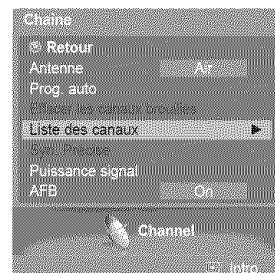 Chaîne
Retour
Antenne Air
Prog. auto
Effacer les canaux brouillés
Liste des canaux
Syn. Précise
Puissance signal
AFB On
Channel
Intro